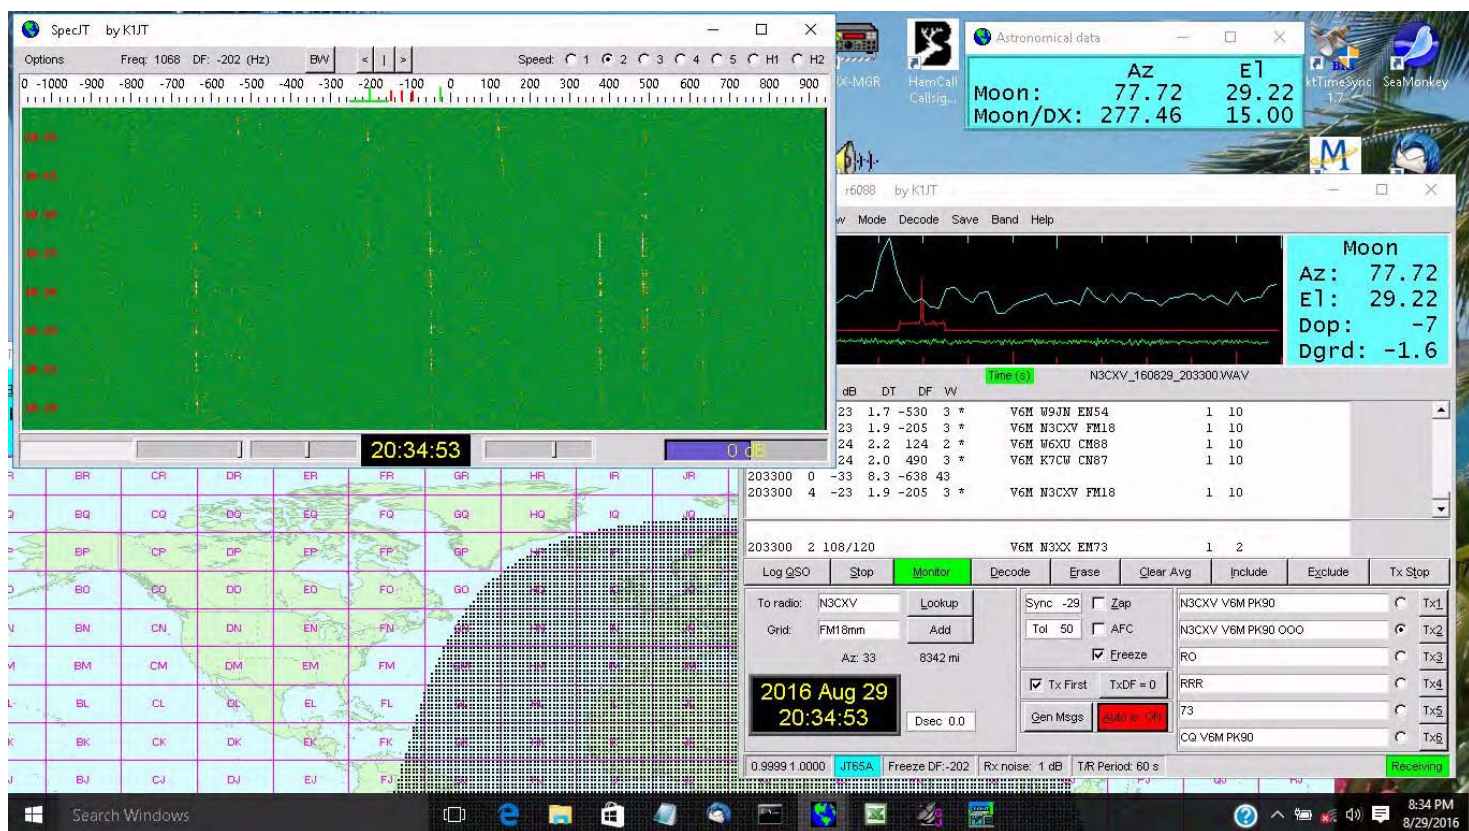 SpecJT by K1JT
Options Freq: 1068 DF: -202 (Hz) BW < | > Speed: 1 2 3 4 5 H1 H2
0 -1000 -900 -800 -700 -600 -500 -400 -300 -200 -100 0 100 200 300 400 500 600 700 800 900
20:34:53 0 dB
RX-MGR
HamCall
Callsig...
Astronomical data
Az El
Moon: 77.72 29.22
Moon/DX: 277.46 15.00
1.7
SeaMonkey
r6088 by K1JT
Mode Decode Save Band Help
Moon
Az: 77.72
El: 29.22
Dop: -7
Dgrd: -1.6
Time (s) N3CXV_160829_203300.WAV
dB DT DF W
23 1.7 -530 3 * V6M W9JN EN54 1 10
23 1.9 -205 3 * V6M N3CXV FM18 1 10
24 2.2 124 2 * V6M W6XU CM88 1 10
24 2.0 490 3 * V6M K7CW CN87 1 10
203300 0 -33 8.3 -638 43
203300 4 -23 1.9 -205 3 * V6M N3CXV FM18 1 10
203300 2 108/120 V6M N3XX EM73 1 2
Log QSO Stop Monitor Decode Erase Clear Avg Include Exclude Tx Stop
To radio: N3CXV Lookup
Grid: FM18mm Add
Az: 33 8342 mi
2016 Aug 29
20:34:53
Dsec 0.0
Sync -29 Zap
Tol 50 AFC
Freeze
Tx First TxDF = 0
Gen Msgs Auto is ON
N3CXV V6M PK90 Tx1
N3CXV V6M PK90 OOO Tx2
RO Tx3
RRR Tx4
73 Tx5
CQ V6M PK90 Tx6
0.9999 1.0000 JT65A Freeze DF:-202 Rx noise: 1 dB T/R Period: 60 s Receiving
BR CR DR ER FR GR HR IR JR
BQ CQ DQ EQ FQ GQ HQ IQ JQ
BP CP DP EP FP GP HP
BO CO DO EO FO GO
BN CN DN EN FN
BM CM DM EM FM
BL CL DL EL FL
BK CK DK EK FK
BJ CJ DJ EJ FJ
Search Windows
8:34 PM
8/29/2016